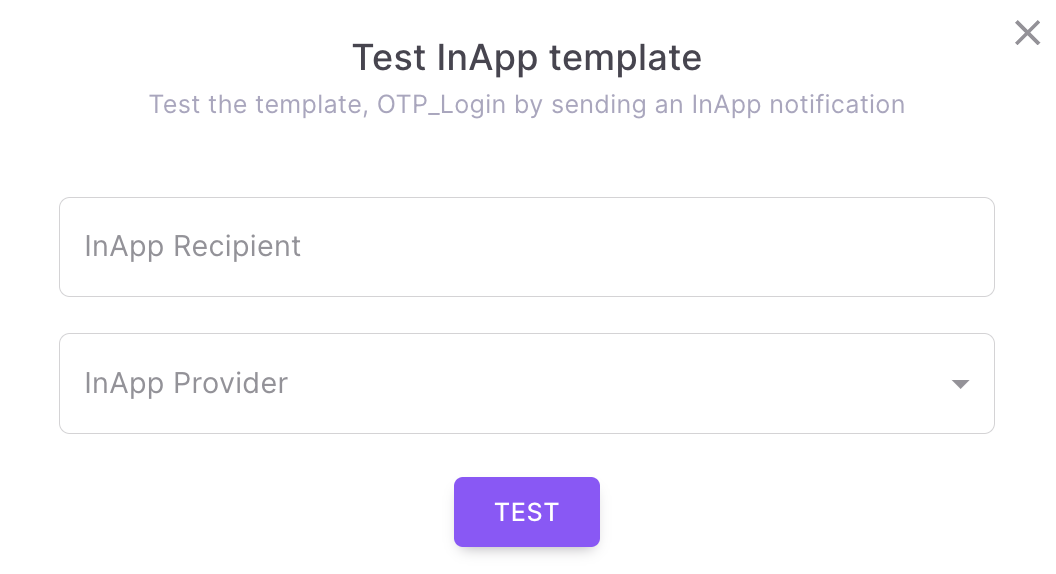 Test InApp template
Test the template, OTP_Login by sending an InApp notification
InApp Recipient
InApp Provider
TEST